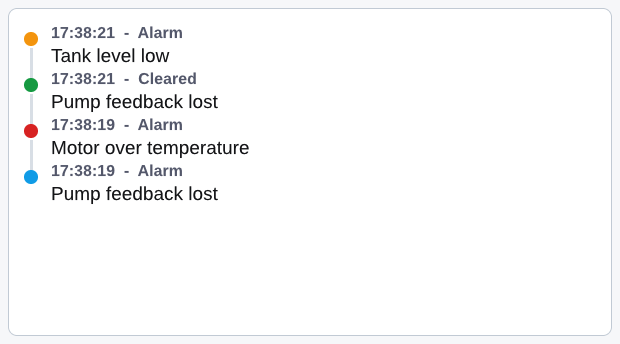 17:38:21 - Alarm
Tank level low
17:38:21 - Cleared
Pump feedback lost
17:38:19 - Alarm
Motor over temperature
17:38:19 - Alarm
Pump feedback lost